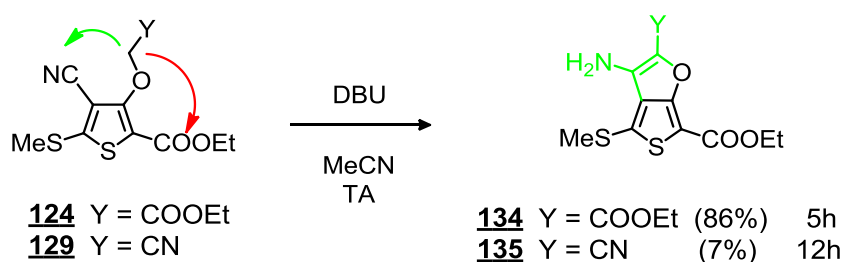 Y
CN
O
MeS
S
COOEt
124 Y = COOEt
129 Y = CN
DBU
MeCN
TA
Y
H2N
O
MeS
S
COOEt
134 Y = COOEt (86%) 5h
135 Y = CN (7%) 12h